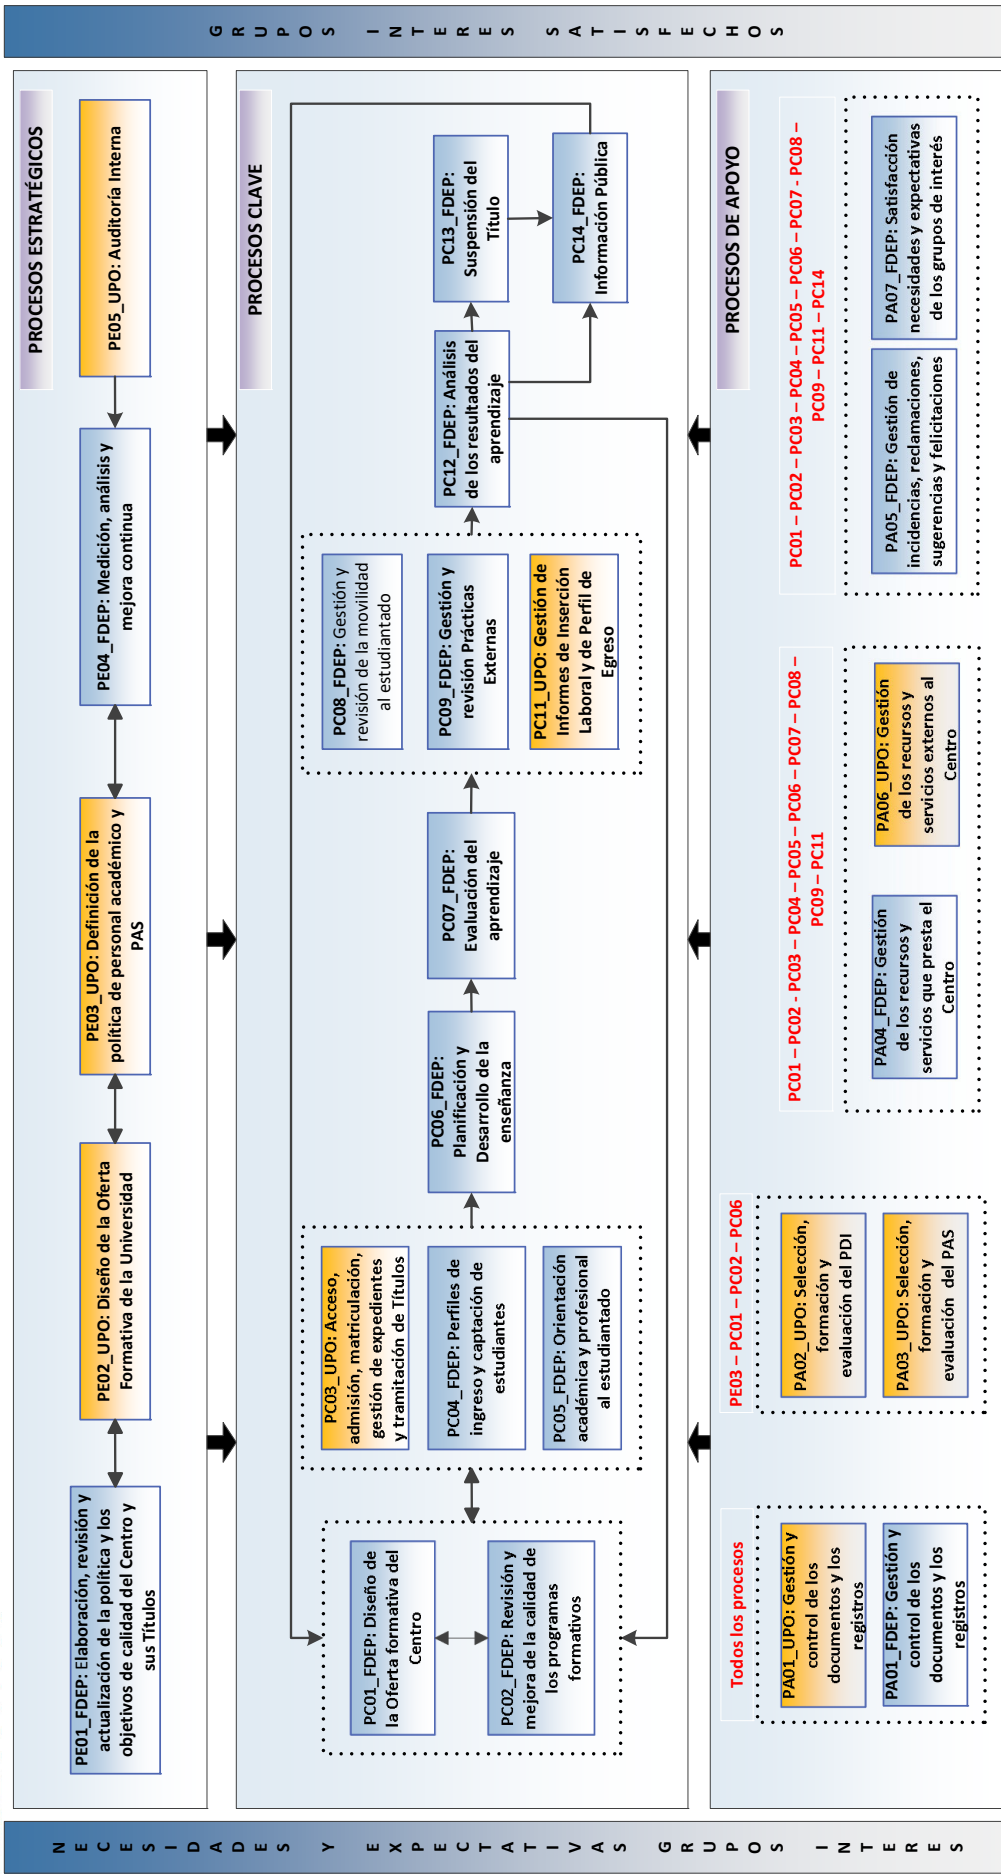 NECESIDADES Y EXPECTATIVAS GRUPOS INTERES
PROCESOS ESTRATÉGICOS
PE01_FDEP: Elaboración, revisión y
actualización de la política y los
objetivos de calidad del Centro y
sus Títulos
PE02_UPO: Diseño de la Oferta
Formativa de la Universidad
PE03_UPO: Definición de la
política de personal académico y
PAS
PE04_FDEP: Medición, análisis y
mejora continua
PE05_UPO: Auditoría Interna
PROCESOS CLAVE
PC01_FDEP: Diseño de
la Oferta formativa del
Centro
PC02_FDEP: Revisión y
mejora de la calidad de
los programas
formativos
PC03_UPO: Acceso,
admisión, matriculación,
gestión de expedientes
y tramitación de Títulos
PC04_FDEP: Perfiles de
ingreso y captación de
estudiantes
PC05_FDEP: Orientación
académica y profesional
al estudiantado
PC06_FDEP:
Planificación y
Desarrollo de la
enseñanza
PC07_FDEP:
Evaluación del
aprendizaje
PC08_FDEP: Gestión y
revisión de la movilidad
al estudiantado
PC09_FDEP: Gestión y
revisión Prácticas
Externas
PC11_UPO: Gestión de
Informes de Inserción
Laboral y de Perfil de
Egreso
PC12_FDEP: Análisis
de los resultados del
aprendizaje
PC13_FDEP:
Suspensión del
Título
PC14_FDEP:
Información Pública
PROCESOS DE APOYO
Todos los procesos
PA01_UPO: Gestión y
control de los
documentos y los
registros
PA01_FDEP: Gestión y
control de los
documentos y los
registros
PE03 – PC01 – PC02 – PC06
PA02_UPO: Selección,
formación y
evaluación del PDI
PA03_UPO: Selección,
formación y
evaluación del PAS
PC01 – PC02 - PC03 – PC04 – PC05 – PC06 – PC07 – PC08 –
PC09 – PC11
PA04_FDEP: Gestión
de los recursos y
servicios que presta el
Centro
PA06_UPO: Gestión
de los recursos y
servicios externos al
Centro
PC01 – PC02 – PC03 – PC04 – PC05 – PC06 – PC07 - PC08 –
PC09 – PC11 – PC14
PA05_FDEP: Gestión de
incidencias, reclamaciones,
sugerencias y felicitaciones
PA07_FDEP: Satisfacción
necesidades y expectativas
de los grupos de interés
GRUPOS INTERES SATISFECHOS